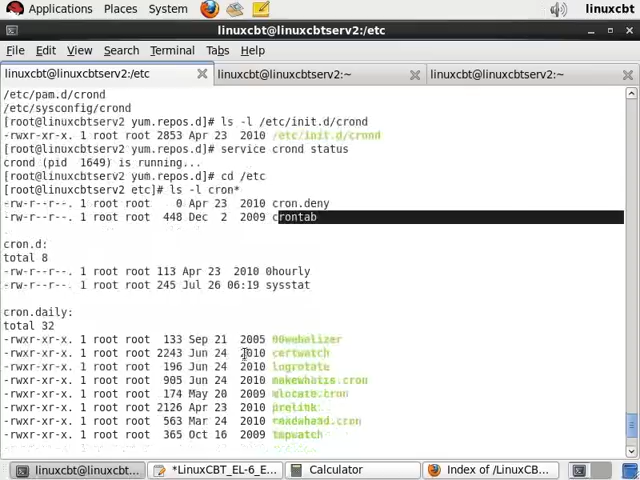 Applications Places System linuxcbt
linuxcbt@linuxcbtserv2:/etc
File Edit View Search Terminal Tabs Help
linuxcbt@linuxcbtserv2:/etc linuxcbt@linuxcbtserv2:~ linuxcbt@linuxcbtserv2:~
/etc/pam.d/crond
/etc/sysconfig/crond
[root@linuxcbtserv2 yum.repos.d]# ls -l /etc/init.d/crond
-rwxr-xr-x. 1 root root 2853 Apr 23 2010 /etc/init.d/crond
[root@linuxcbtserv2 yum.repos.d]# service crond status
crond (pid 1649) is running...
[root@linuxcbtserv2 yum.repos.d]# cd /etc
[root@linuxcbtserv2 etc]# ls -l cron*
-rw-r--r--. 1 root root 0 Apr 23 2010 cron.deny
-rw-r--r--. 1 root root 448 Dec 2 2009 crontab
cron.d:
total 8
-rw-r--r--. 1 root root 113 Apr 23 2010 0hourly
-rw-r--r--. 1 root root 245 Jul 26 06:19 sysstat
cron.daily:
total 32
-rwxr-xr-x. 1 root root 133 Sep 21 2005 00webalizer
-rwxr-xr-x. 1 root root 2243 Jun 24 2010 certwatch
-rwxr-xr-x. 1 root root 196 Jun 24 2010 logrotate
-rwxr-xr-x. 1 root root 905 Jun 24 2010 makewhatis.cron
-rwxr-xr-x. 1 root root 174 May 20 2009 mlocate.cron
-rwxr-xr-x. 1 root root 2126 Apr 23 2010 prelink
-rwxr-xr-x. 1 root root 563 Mar 24 2010 readahead.cron
-rwxr-xr-x. 1 root root 365 Oct 16 2009 tmpwatch
linuxcbt@linuxcbt... *LinuxCBT_EL-6_E... Calculator Index of /LinuxCB...